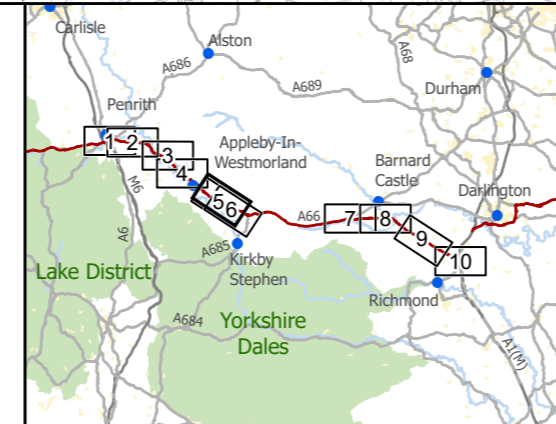 Carlisle
Alston
A686
A68
A689
Durham
Penrith
1
2
3
4
5
6
Appleby-In-
Westmorland
Barnard
Castle
Darlington
M6
A6
A66
7
8
9
10
A685
Kirkby
Stephen
Lake District
Richmond
A684
Yorkshire
Dales
A1(M)